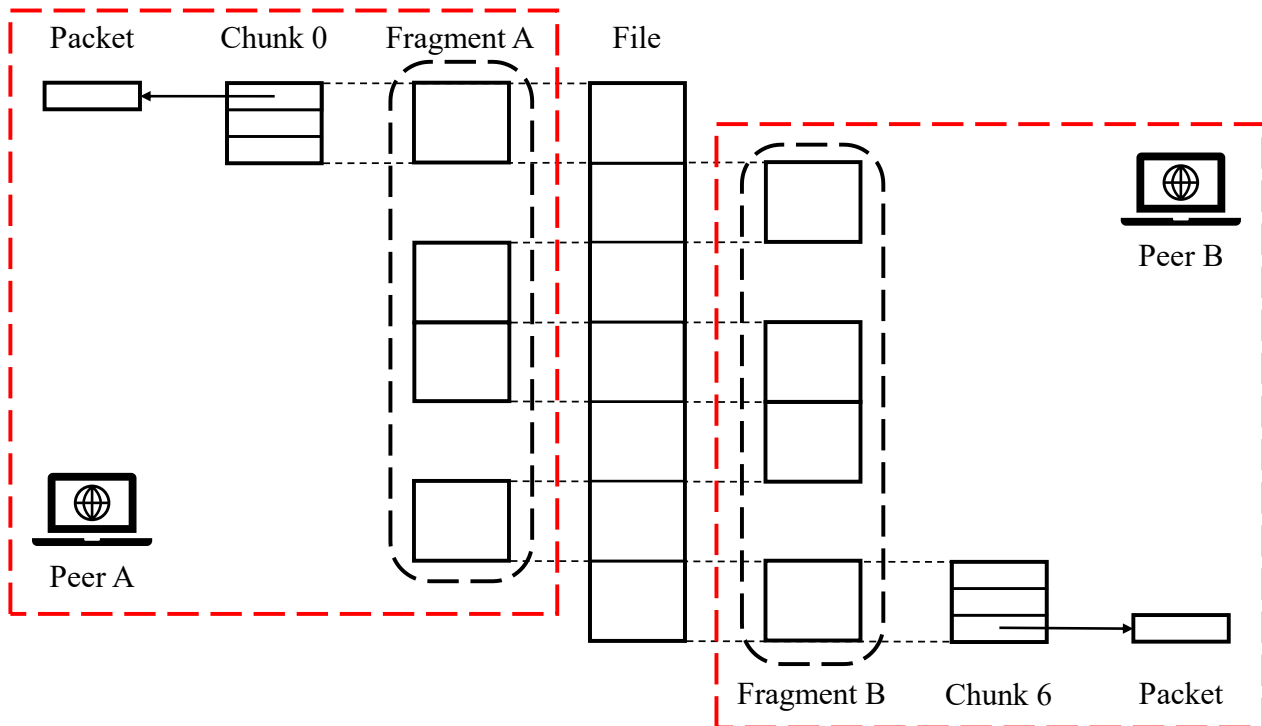 Packet
Chunk 0
Fragment A
File
Peer B
Peer A
Fragment B
Chunk 6
Packet